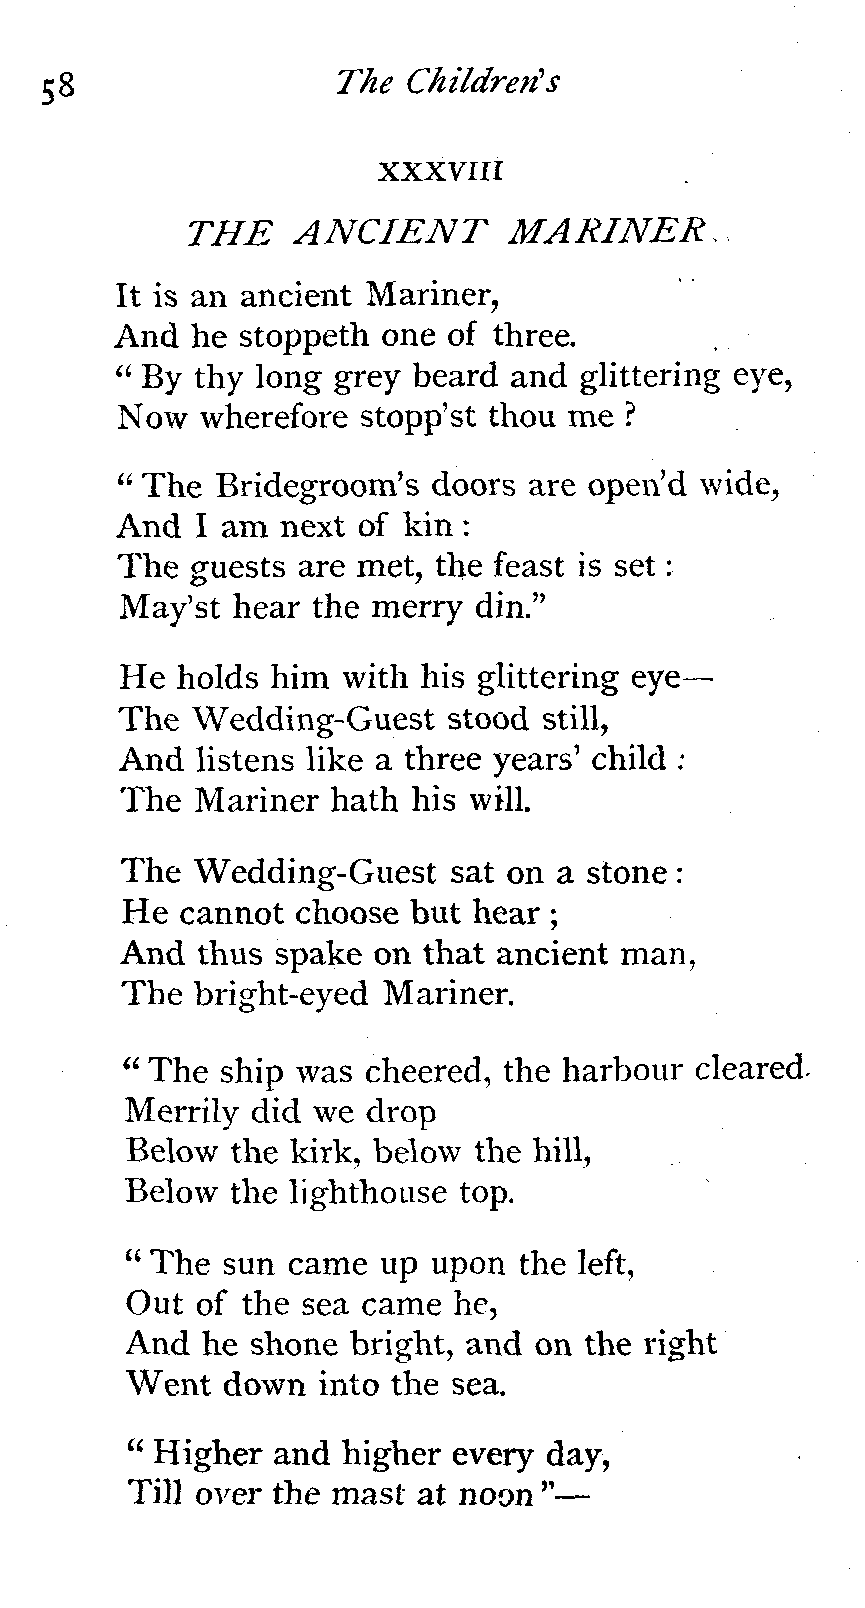 58 The Children's
XXXVIII
THE ANCIENT MARINER.
It is an ancient Mariner,
And he stoppeth one of three.
“ By thy long grey beard and glittering eye,
Now wherefore stopp'st thou me ?
“ The Bridegroom's doors are open'd wide,
And I am next of kin :
The guests are met, the feast is set :
May'st hear the merry din.”
He holds him with his glittering eye—
The Wedding-Guest stood still,
And listens like a three years' child :
The Mariner hath his will.
The Wedding-Guest sat on a stone :
He cannot choose but hear ;
And thus spake on that ancient man,
The bright-eyed Mariner.
“ The ship was cheered, the harbour cleared.
Merrily did we drop
Below the kirk, below the hill,
Below the lighthouse top.
“ The sun came up upon the left,
Out of the sea came he,
And he shone bright, and on the right
Went down into the sea.
“ Higher and higher every day,
Till over the mast at noon ”—